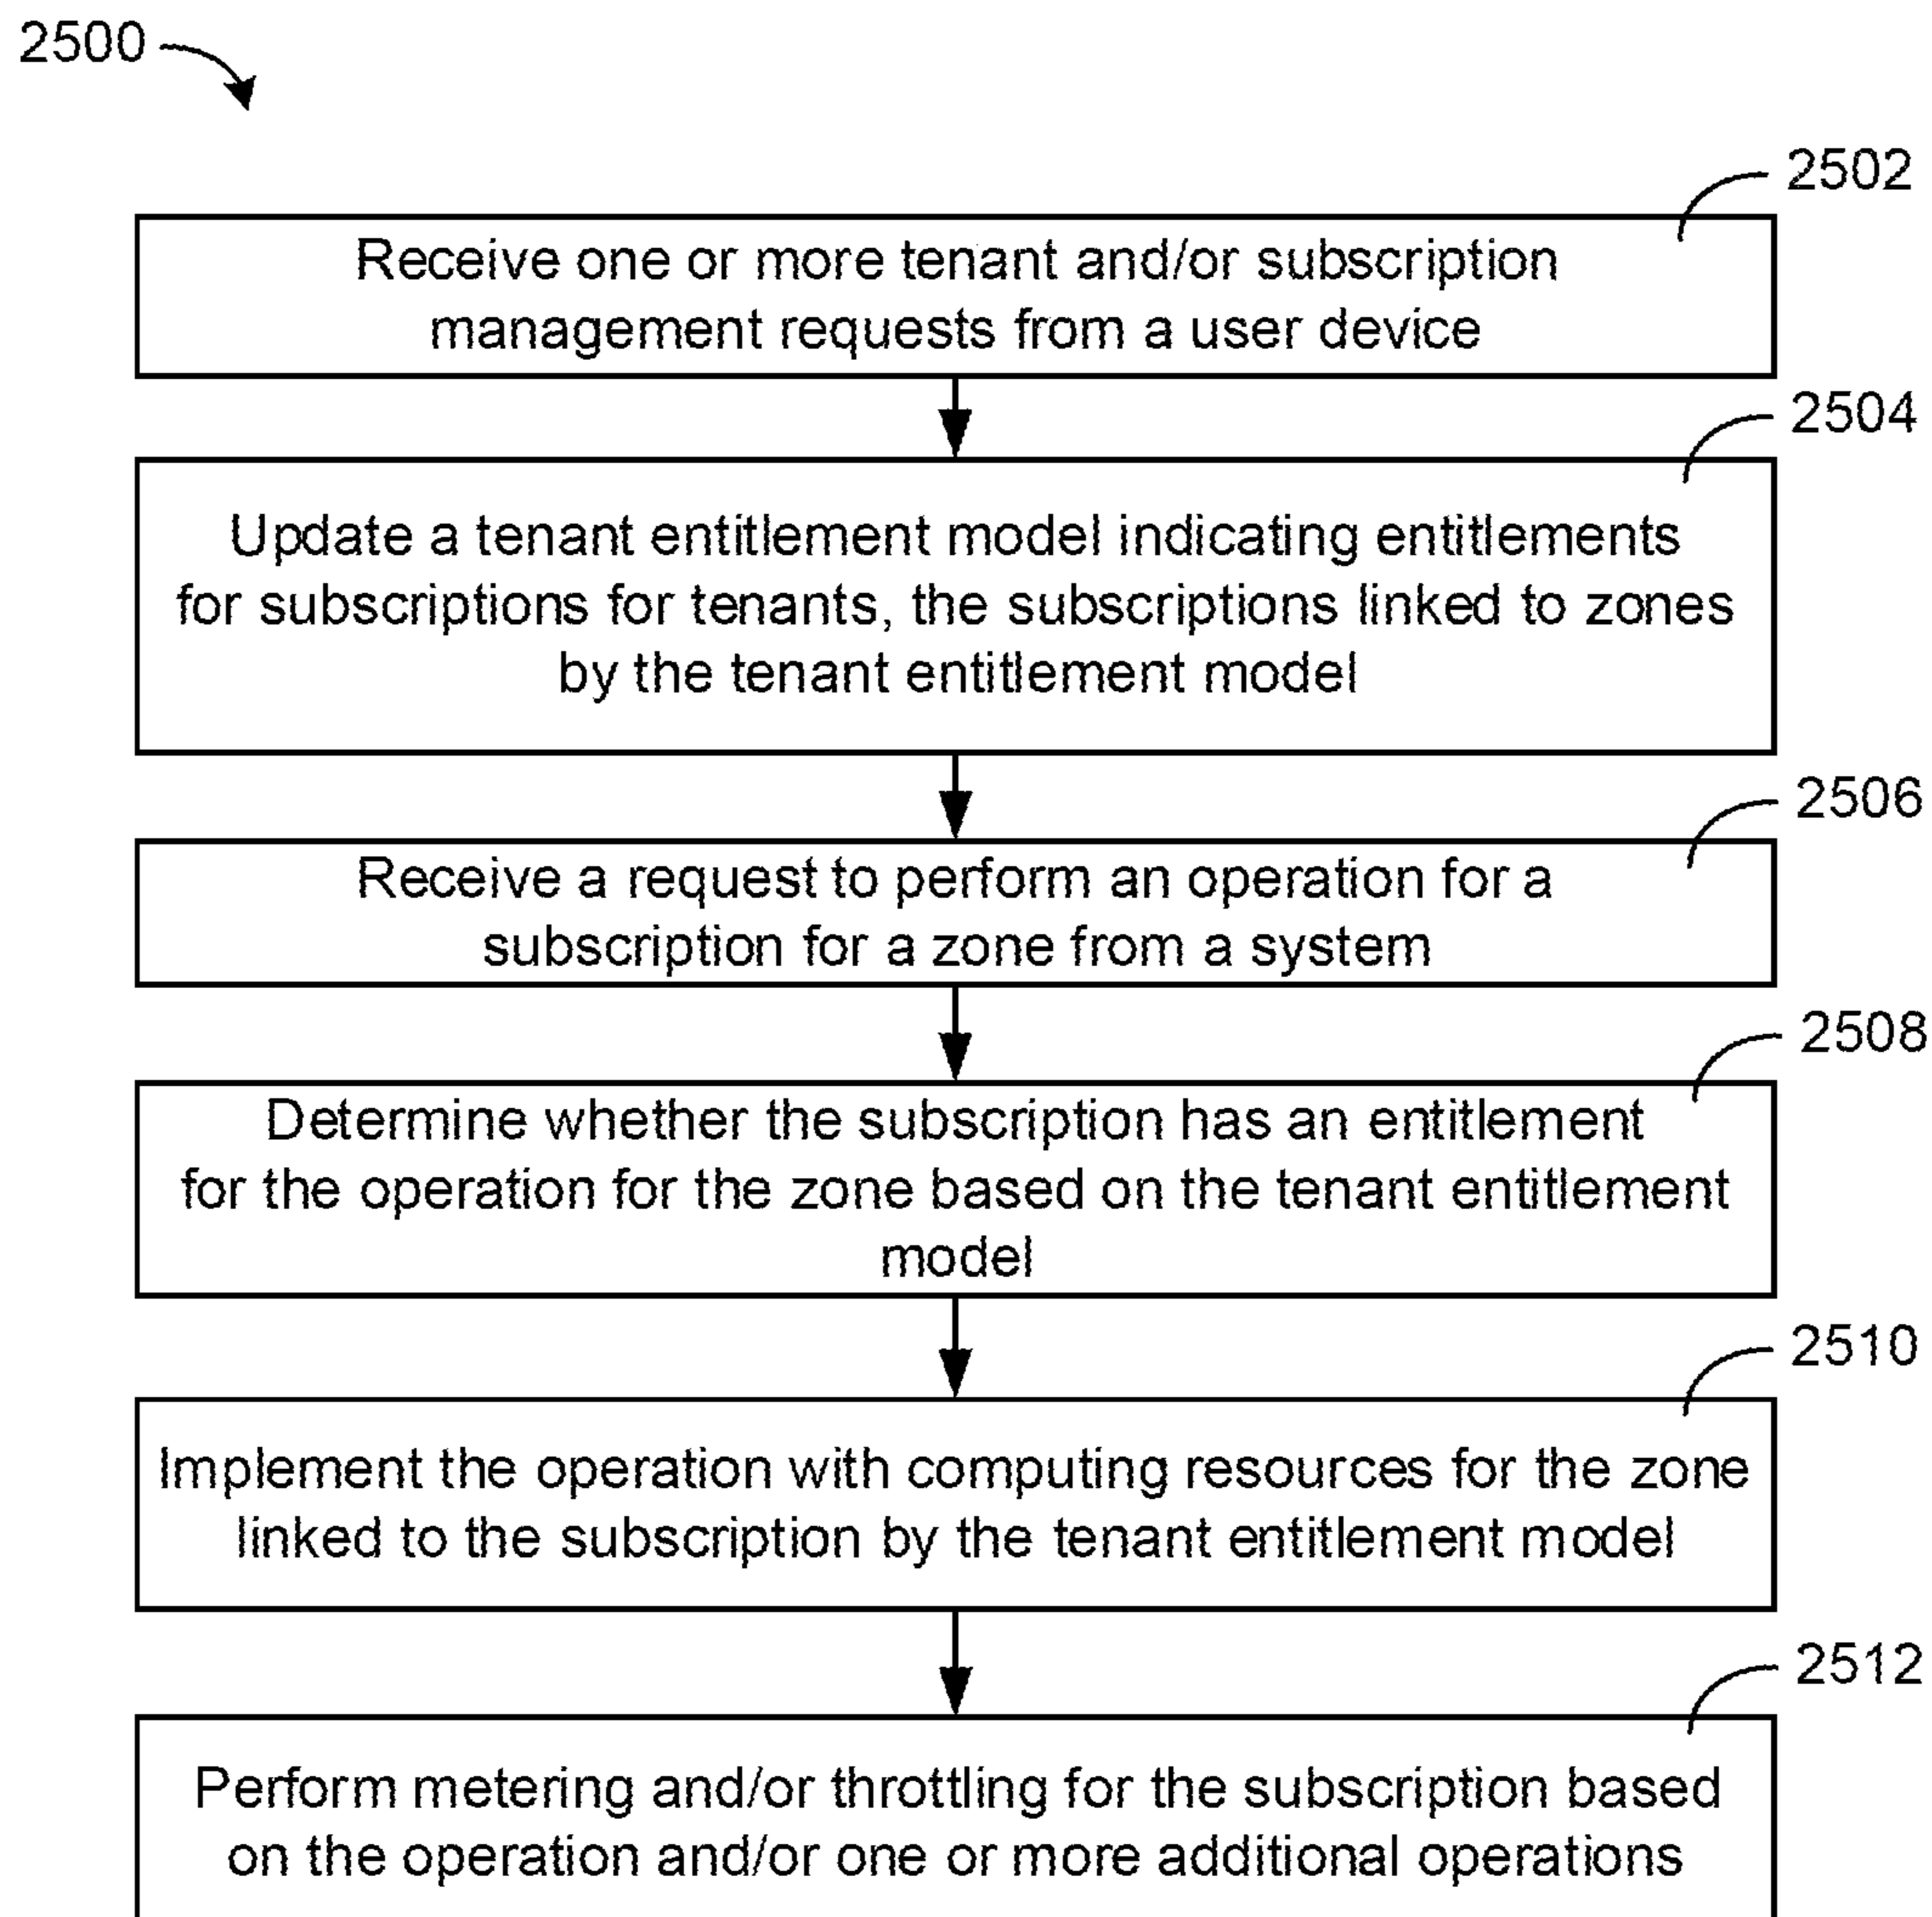 2500
2502
Receive one or more tenant and/or subscription
management requests from a user device
2504
Update a tenant entitlement model indicating entitlements
for subscriptions for tenants, the subscriptions linked to zones
by the tenant entitlement model
2506
Receive a request to perform an operation for a
subscription for a zone from a system
2508
Determine whether the subscription has an entitlement
for the operation for the zone based on the tenant entitlement
model
2510
Implement the operation with computing resources for the zone
linked to the subscription by the tenant entitlement model
2512
Perform metering and/or throttling for the subscription based
on the operation and/or one or more additional operations